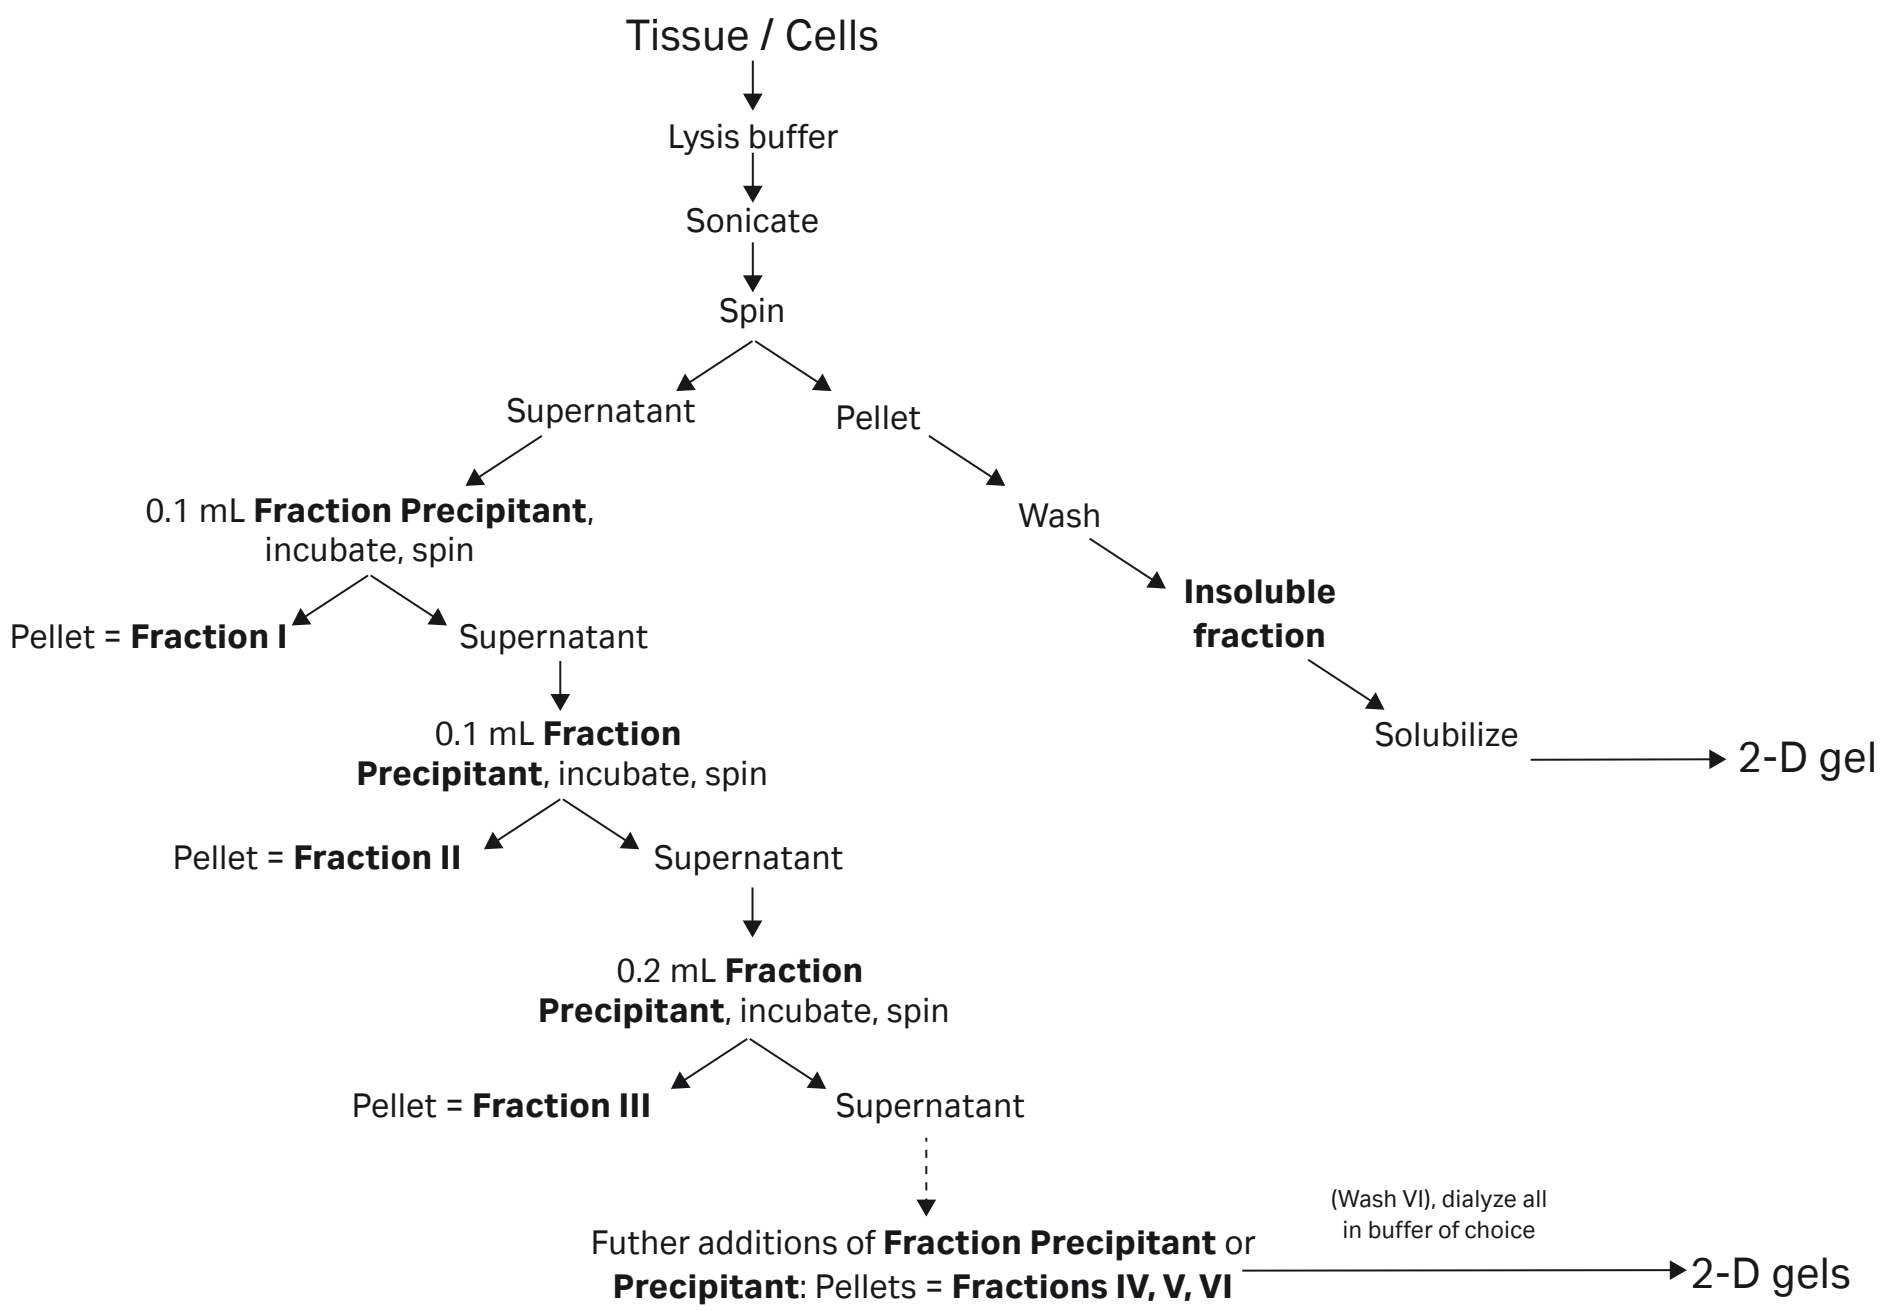 Tissue / Cells
Lysis buffer
Sonicate
Spin
Supernatant
Pellet
0.1 mL Fraction Precipitant,
incubate, spin
Wash
Insoluble
fraction
Pellet = Fraction I
Supernatant
0.1 mL Fraction
Precipitant, incubate, spin
Solubilize
2-D gel
Pellet = Fraction II
Supernatant
0.2 mL Fraction
Precipitant, incubate, spin
Pellet = Fraction III
Supernatant
(Wash VI), dialyze all
in buffer of choice
Futher additions of Fraction Precipitant or
Precipitant: Pellets = Fractions IV, V, VI
2-D gels